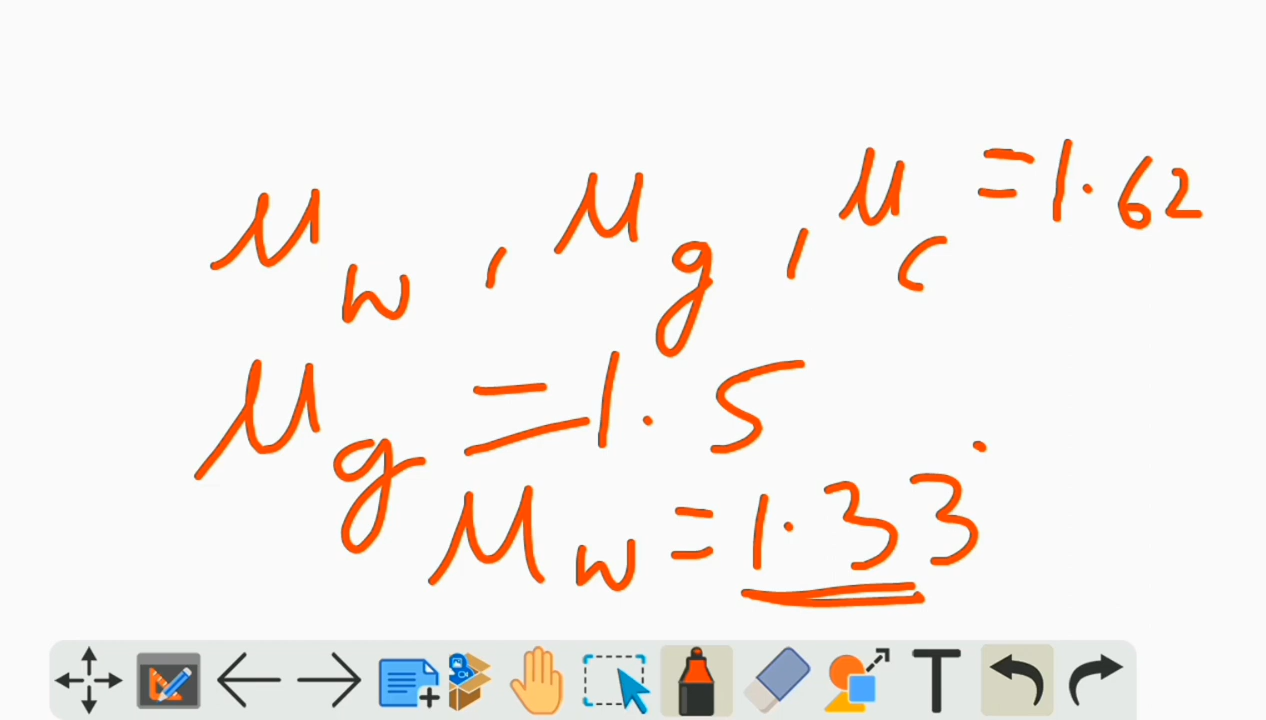 μw, μg, μc = 1.62
μg = 1.5
μw = 1.33